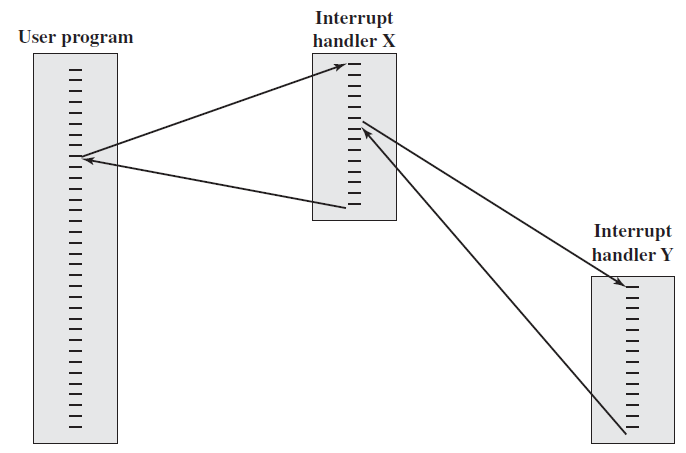 User program
Interrupt
handler X
Interrupt
handler Y